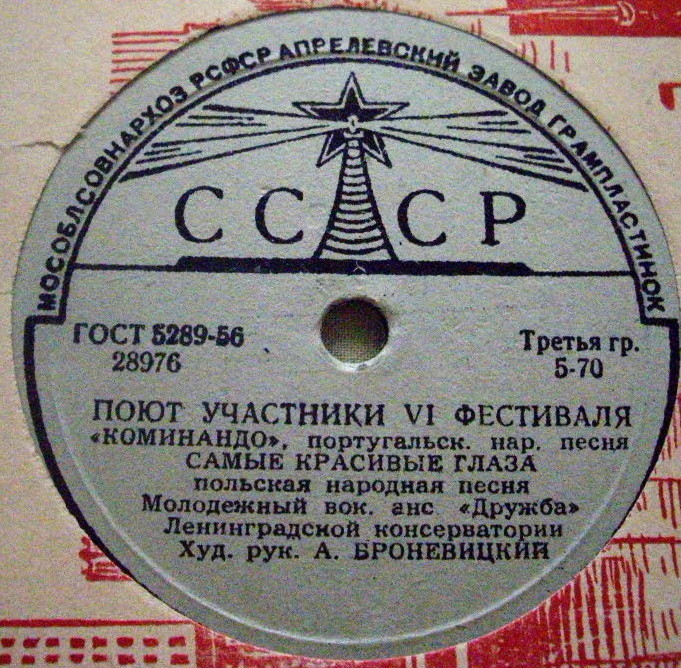 МОСОБЛСОВНАРХОЗ РСФСР АПРЕЛЕВСКИЙ ЗАВОД ГРАМПЛАСТИНОК
СССР
ГОСТ 5289-56
28976
Третья гр.
5-70
ПОЮТ УЧАСТНИКИ VI ФЕСТИВАЛЯ
«КОМИНАНДО», португальск. нар. песня
САМЫЕ КРАСИВЫЕ ГЛАЗА
польская народная песня
Молодежный вок. анс. «Дружба»
Ленинградской консерватории
Худ. рук. А. БРОНЕВИЦКИЙ